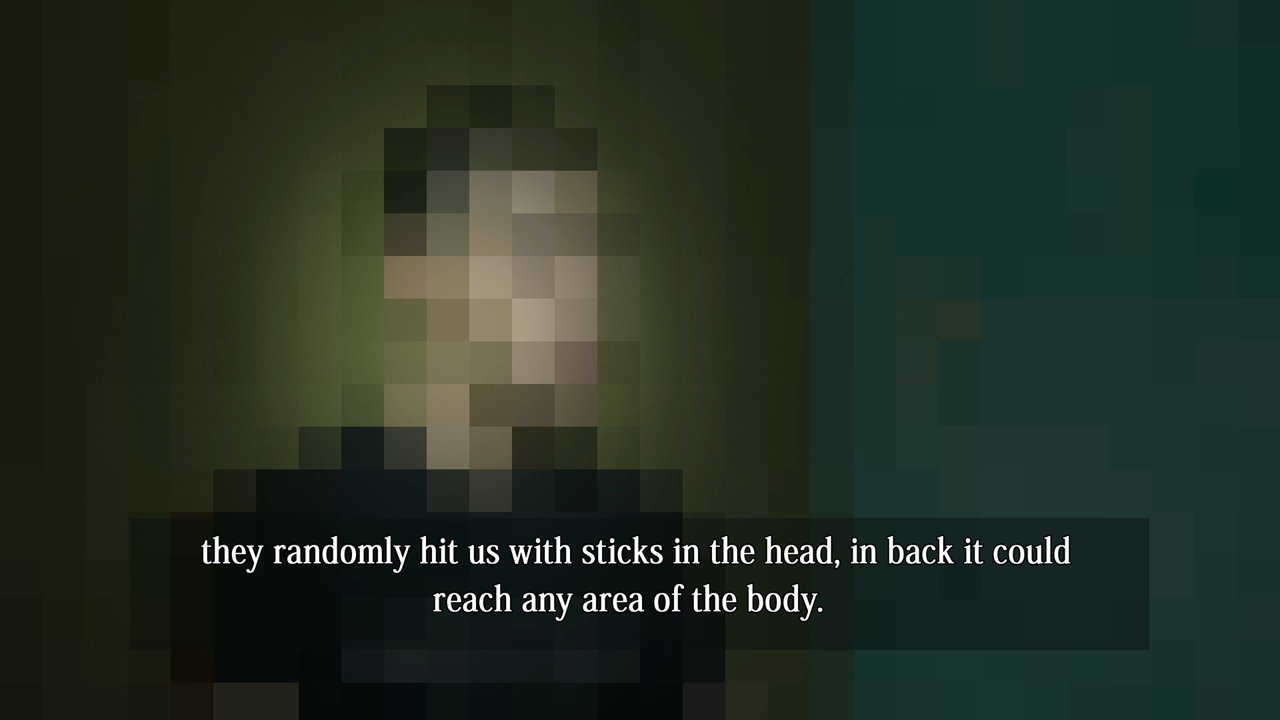 they randomly hit us with sticks in the head, in back it could
reach any area of the body.